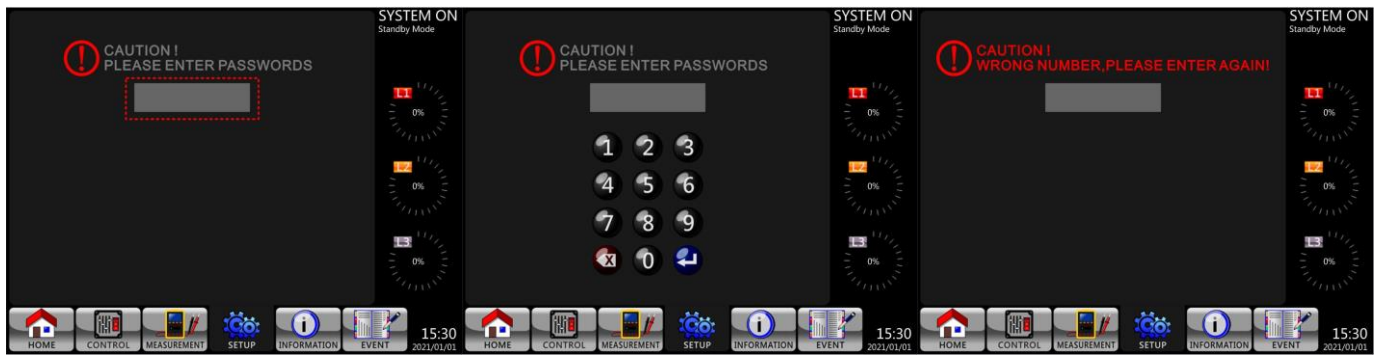 SYSTEM ON
Standby Mode
CAUTION !
PLEASE ENTER PASSWORDS
L1
0%
L2
0%
L3
0%
HOME
CONTROL
MEASUREMENT
SETUP
INFORMATION
EVENT
15:30
2021/01/01
SYSTEM ON
Standby Mode
CAUTION !
PLEASE ENTER PASSWORDS
1 2 3
4 5 6
7 8 9
X 0
L1
0%
L2
0%
L3
0%
HOME
CONTROL
MEASUREMENT
SETUP
INFORMATION
EVENT
15:30
2021/01/01
SYSTEM ON
Standby Mode
CAUTION !
WRONG NUMBER,PLEASE ENTER AGAIN!
L1
0%
L2
0%
L3
0%
HOME
CONTROL
MEASUREMENT
SETUP
INFORMATION
EVENT
15:30
2021/01/01